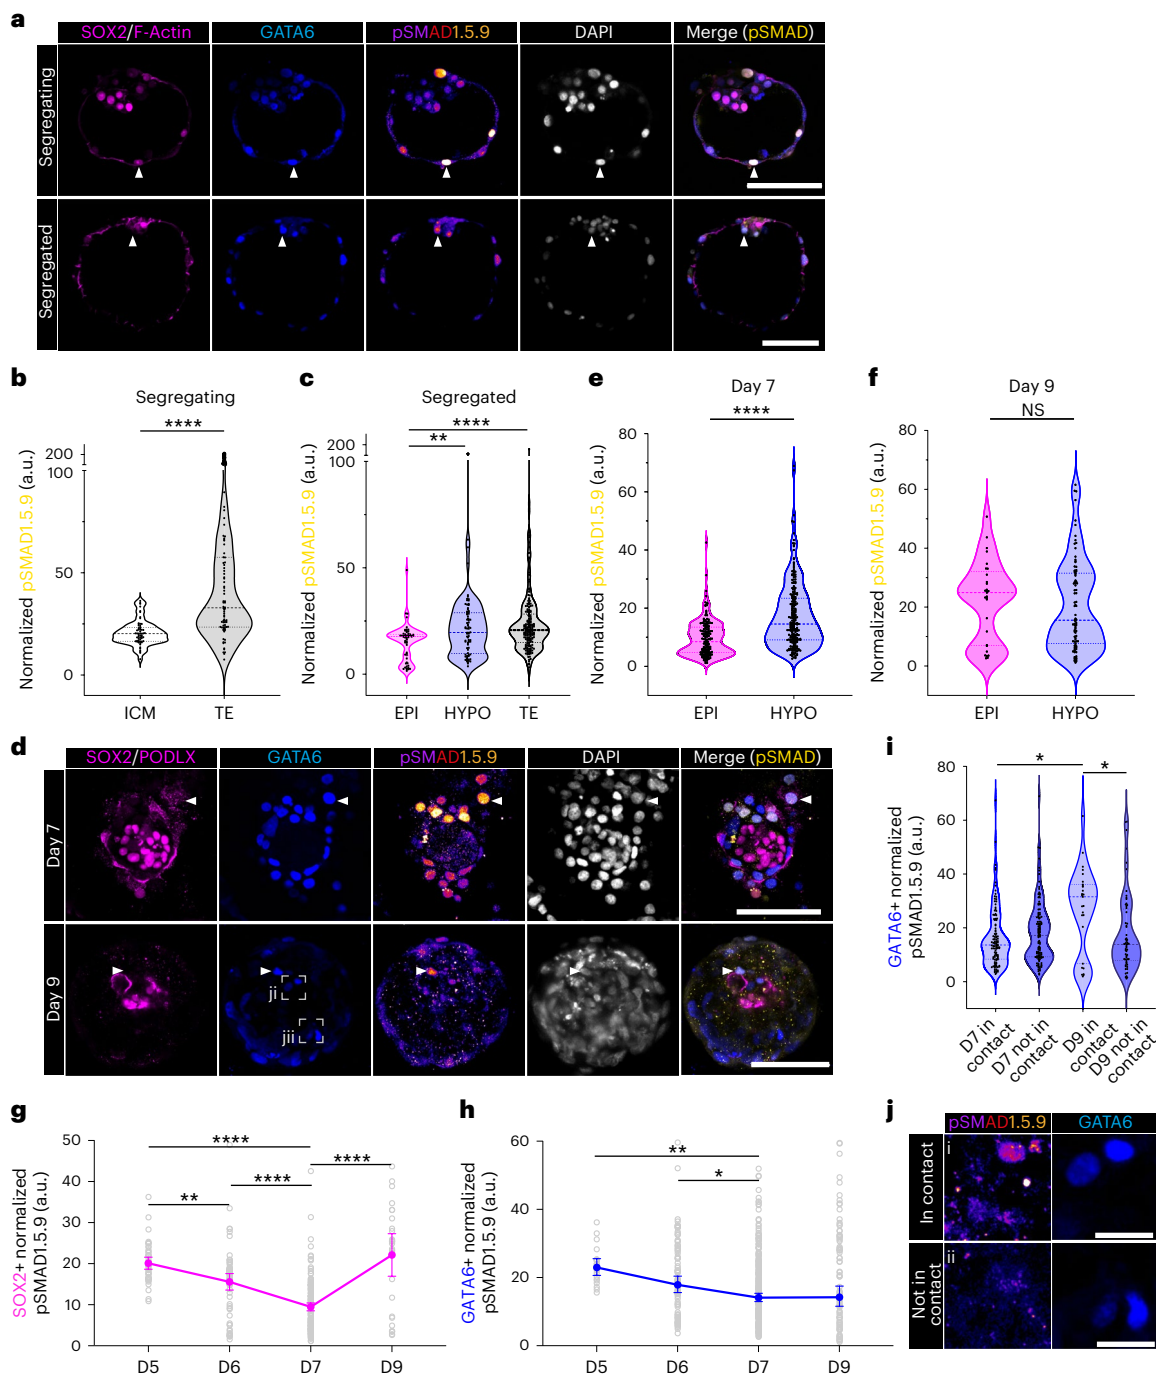 a
SOX2/F-Actin GATA6 pSMAD1.5.9 DAPI Merge (pSMAD)
Segregating
Segregated
b
Segregating
****
Normalized pSMAD1.5.9 (a.u.)
200
100
50
0
ICM TE
c
Segregated
****
**
Normalized pSMAD1.5.9 (a.u.)
200
100
50
0
EPI HYPO TE
e
Day 7
****
Normalized pSMAD1.5.9 (a.u.)
80
60
40
20
0
EPI HYPO
f
Day 9
NS
Normalized pSMAD1.5.9 (a.u.)
80
60
40
20
0
EPI HYPO
d
SOX2/PODLX GATA6 pSMAD1.5.9 DAPI Merge (pSMAD)
Day 7
Day 9
ji
jii
i
* *
GATA6+ normalized
pSMAD1.5.9 (a.u.)
80
60
40
20
0
D7 in
contact
D7 not in
contact
D9 in
contact
D9 not in
contact
g
****
****
****
**
SOX2+ normalized
pSMAD1.5.9 (a.u.)
50
40
30
20
10
0
D5 D6 D7 D9
h
**
*
GATA6+ normalized
pSMAD1.5.9 (a.u.)
60
40
20
0
D5 D6 D7 D9
j
pSMAD1.5.9 GATA6
In contact
i
Not in
contact
ii